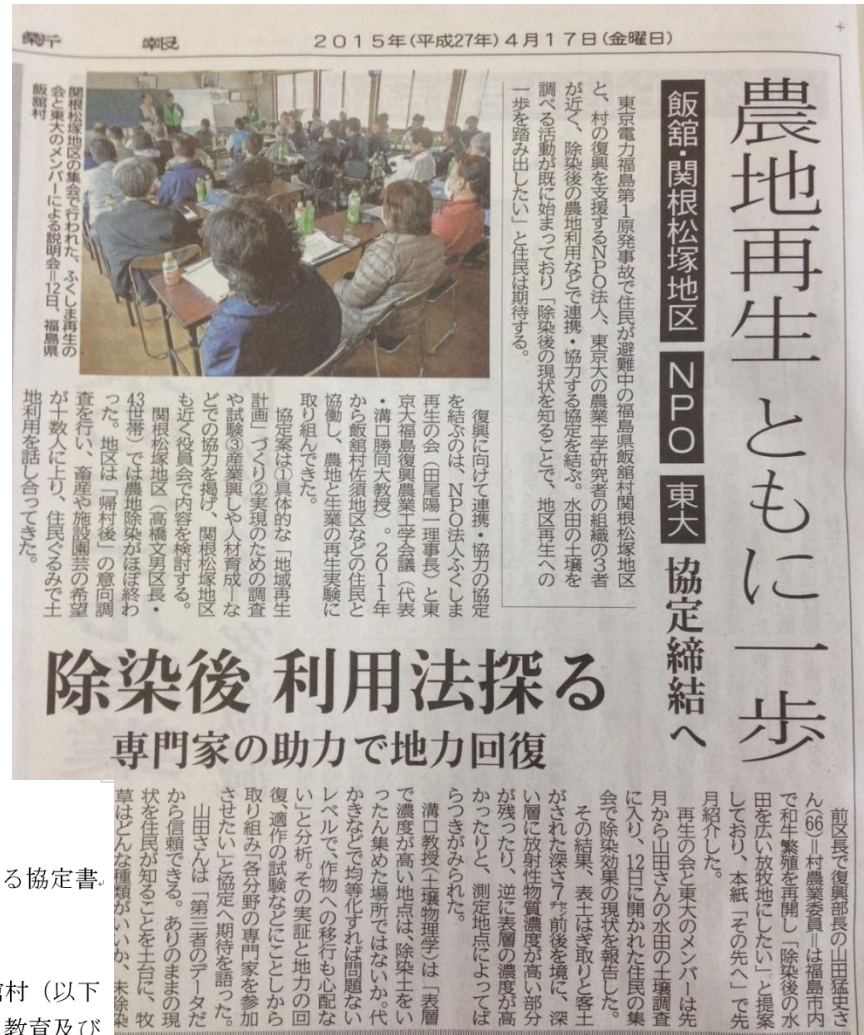 新　報　２０１５年(平成27年)４月１７日(金曜日)
農地再生 ともに一歩
飯舘・関根松塚地区 NPO 東大 協定締結へ
東京電力福島第１原発事故で住民が避難中の福島県飯舘村関根松塚地区
と、村の復興を支援するＮＰＯ法人、東京大の農業工学研究者の組織の３者
が近く、除染後の農地利用などで連携・協力する協定を結ぶ。水田の土壌を
調べる活動が既に始まっており「除染後の現状を知ることで、地区再生への
一歩を踏み出したい」と住民は期待する。
関根松塚地区の集会で行われた、ふくしま再生の
会と東大のメンバーによる説明会＝12日、福島県
飯舘村
復興に向けて連携・協力の協定
を結ぶのは、ＮＰＯ法人ふくしま
再生の会（田尾陽一理事長）と東
京大福島復興農業工学会議（代表
・溝口勝同大教授）。２０１１年
から飯舘村佐須地区などの住民と
協働し、農地と生業の再生実験に
取り組んできた。
協定案は①具体的な「地域再生
計画」づくり②実現のための調査
や試験③産業興しや人材育成―な
どでの協力を掲げ、関根松塚地区
も近く役員会で内容を検討する。
関根松塚地区（高橋文男区長・
43世帯）では農地除染がほぼ終わ
った。地区は「帰村後」の意向調
査を行い、畜産や施設園芸の希望
が十数人に上り、住民ぐるみで土
地利用を話し合ってきた。
除染後 利用法探る
専門家の助力で地力回復
前区長で復興部長の山田猛史さ
ん(66)＝村農業委員＝は福島市内
で和牛繁殖を再開し「除染後の水
田を広い放牧地にしたい」と提案
しており、本紙「その先へ」で先
月紹介した。
再生の会と東大のメンバーは先
月から山田さんの水田の土壌調査
に入り、12日に開かれた住民の集
会で除染効果の現状を報告した。
その結果、表土はぎ取りと客土
がされた深さ７㌢前後を境に、深
い層に放射性物質濃度が高い部分
が残ったり、逆に表層の濃度が高
かったりと、測定地点によってば
らつきがみられた。
溝口教授（土壌物理学）は「表層
で濃度が高い地点は、除染土をい
ったん集めた場所ではないか。代
かきなどで均等化すれば問題ない
レベルで、作物への移行も心配な
い」と分析。その実証と地力の回
復、適作の試験などにことしから
取り組み「各分野の専門家を参加
させたい」と協定へ期待を語った。
山田さんは「第三者のデータだ
から信頼できる。ありのままの現
状を住民が知ることを土台に、牧
草はどんな種類がいいか、未除染
る協定書
官村（以下
教育及び